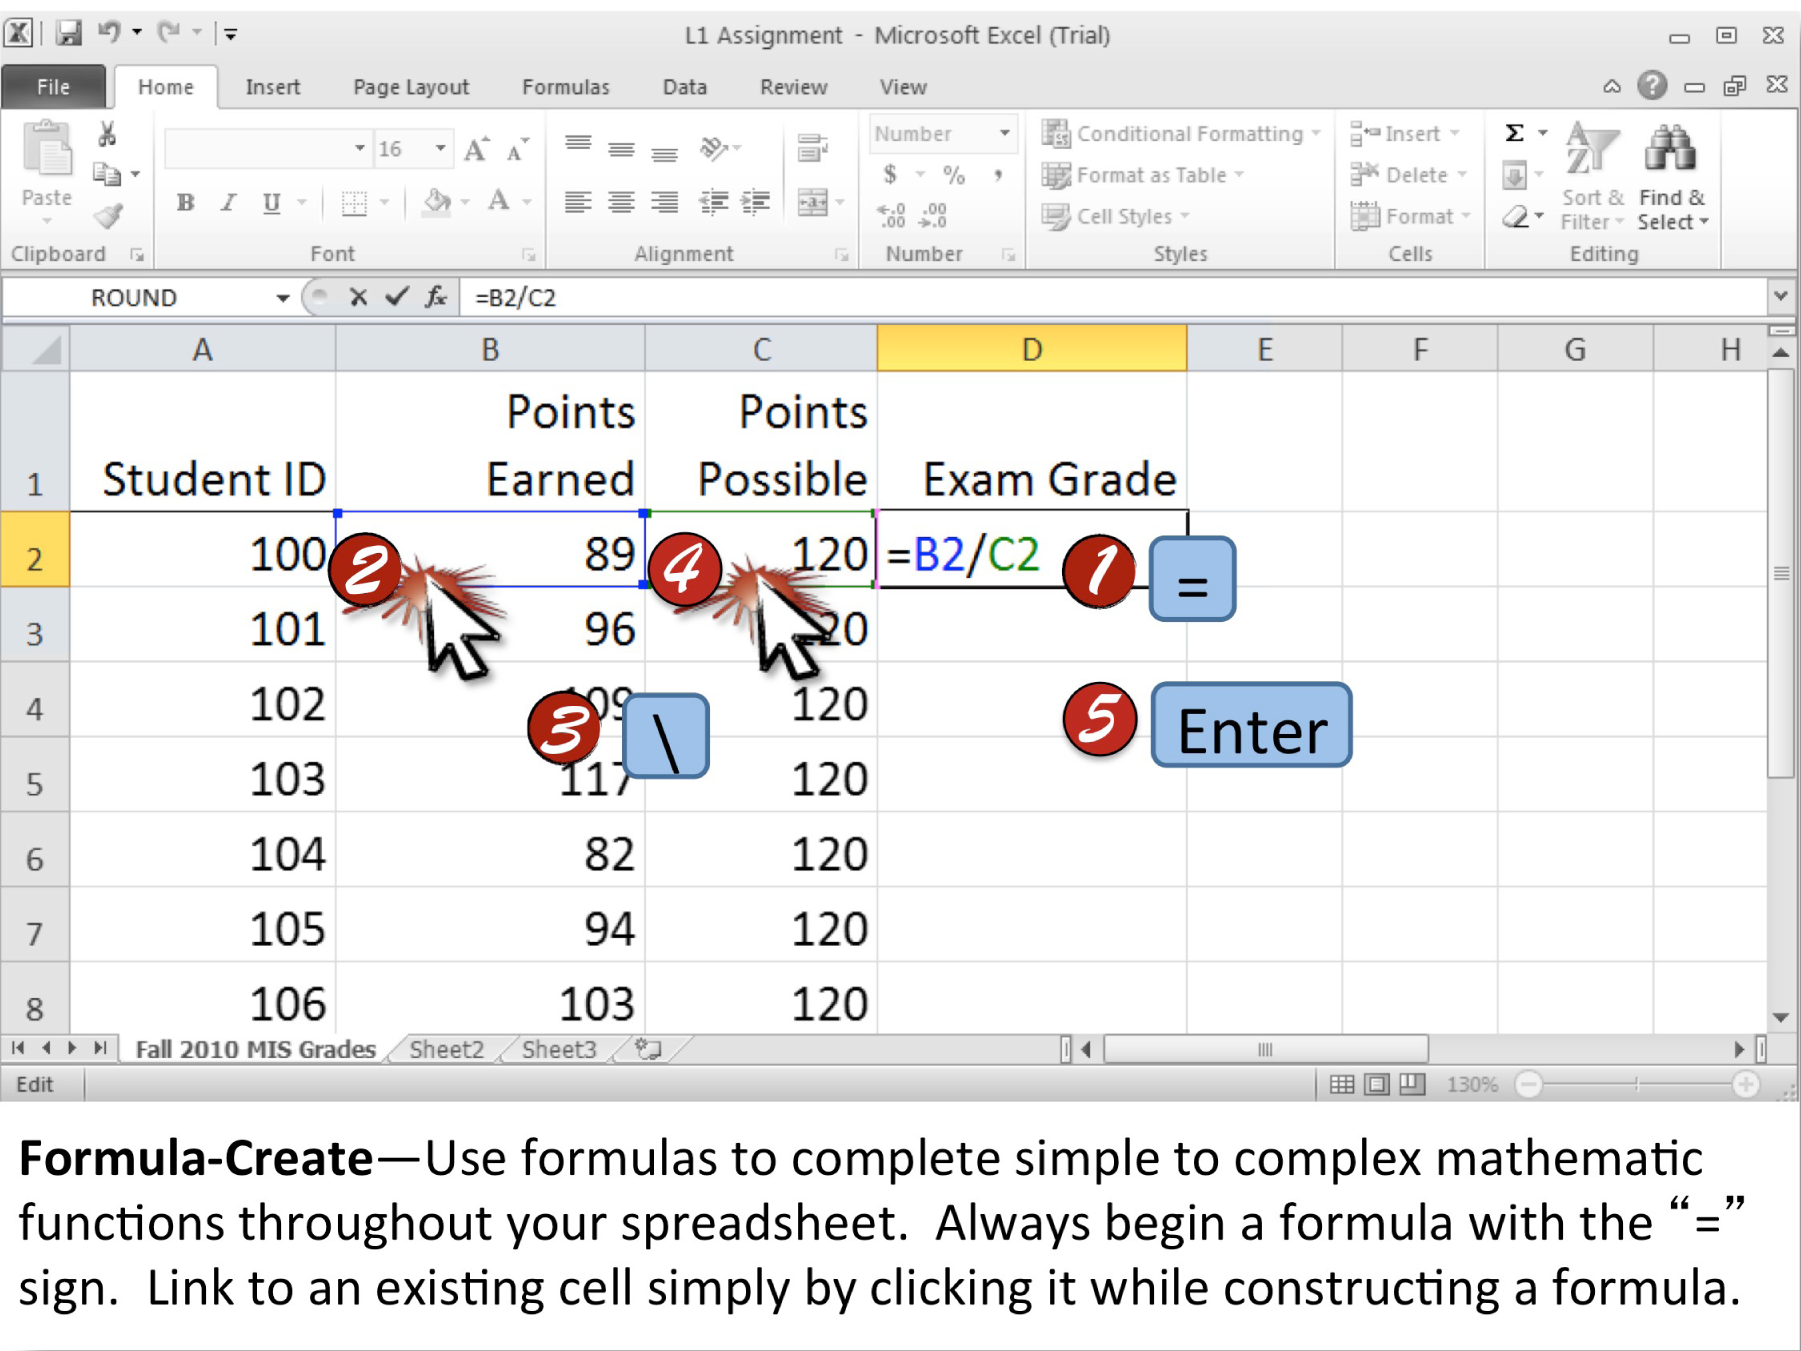 L1 Assignment - Microsoft Excel (Trial)
File Home Insert Page Layout Formulas Data Review View
Paste
Clipboard
16
A A
B I U A
Font
Alignment
Number
$ % ,
.0 .00
.00 .0
Number
Conditional Formatting
Format as Table
Cell Styles
Styles
Insert
Delete
Format
Cells
Σ
Sort & Filter
Find & Select
Editing
ROUND fx =B2/C2
A B C D E F G H
1 Student ID Points Earned Points Possible Exam Grade
2 100 89 120 =B2/C2
3 101 96
4 102 120
5 103 117 120
6 104 82 120
7 105 94 120
8 106 103 120
1 =
2
3 \
4
5 Enter
Fall 2010 MIS Grades Sheet2 Sheet3
Edit 130%
Formula-Create—Use formulas to complete simple to complex mathematic
functions throughout your spreadsheet. Always begin a formula with the “=”
sign. Link to an existing cell simply by clicking it while constructing a formula.